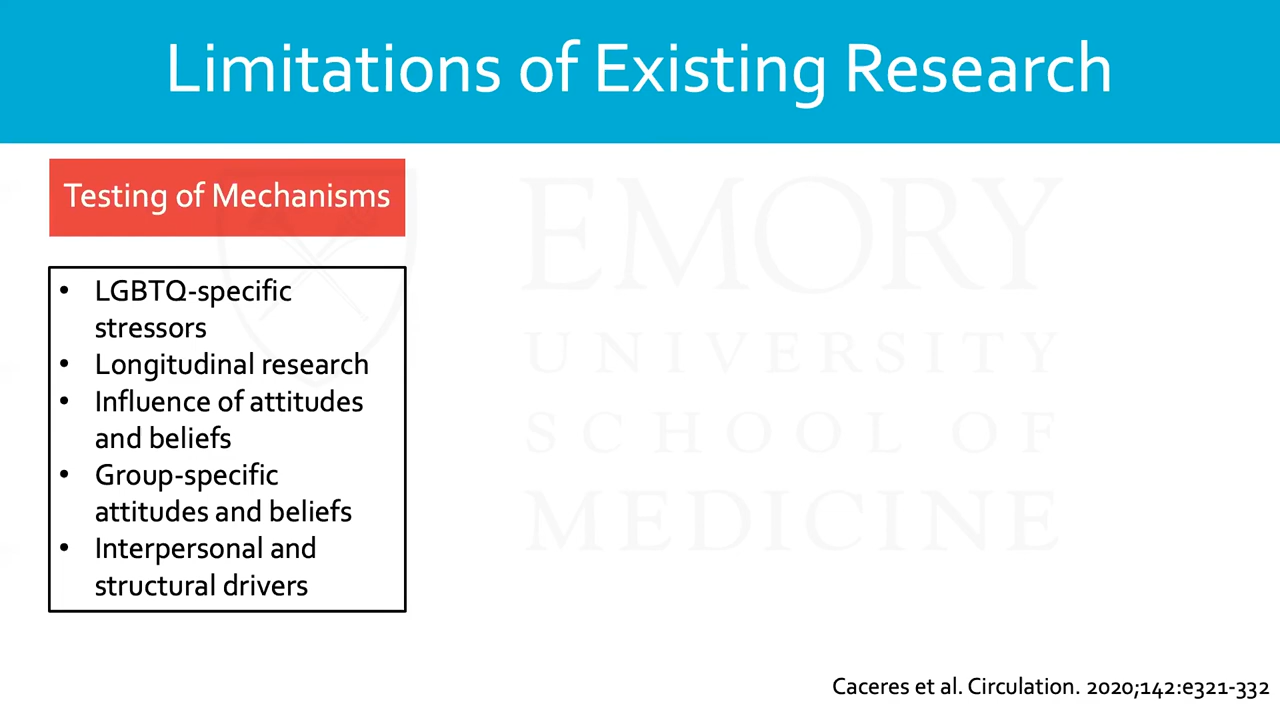 Limitations of Existing Research
Testing of Mechanisms
• LGBTQ-specific
stressors
• Longitudinal research
• Influence of attitudes
and beliefs
• Group-specific
attitudes and beliefs
• Interpersonal and
structural drivers
EMORY
UNIVERSITY
SCHOOL OF
MEDICINE
Caceres et al. Circulation. 2020;142:e321-332